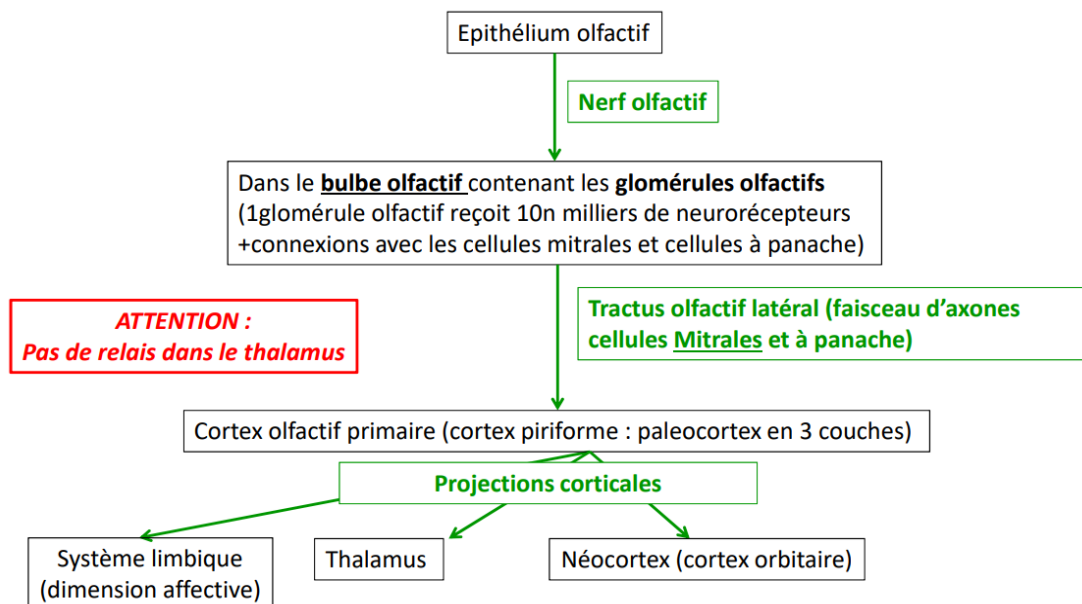 Epithélium olfactif
Nerf olfactif
Dans le bulbe olfactif contenant les glomérules olfactifs
(1glomérule olfactif reçoit 10n milliers de neurorécepteurs
+connexions avec les cellules mitrales et cellules à panache)
ATTENTION :
Pas de relais dans le thalamus
Tractus olfactif latéral (faisceau d’axones
cellules Mitrales et à panache)
Cortex olfactif primaire (cortex piriforme : paleocortex en 3 couches)
Projections corticales
Système limbique
(dimension affective)
Thalamus
Néocortex (cortex orbitaire)